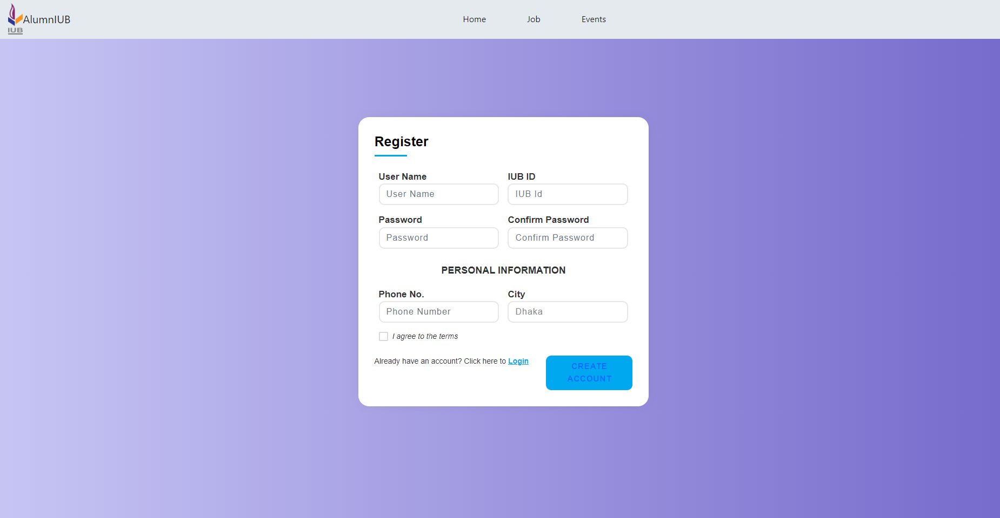 IUB
AlumnIUB
Home
Job
Events
Register
User Name
IUB ID
User Name
IUB Id
Password
Confirm Password
Password
Confirm Password
PERSONAL INFORMATION
Phone No.
City
Phone Number
Dhaka
I agree to the terms
Already have an account? Click here to Login
CREATE
ACCOUNT